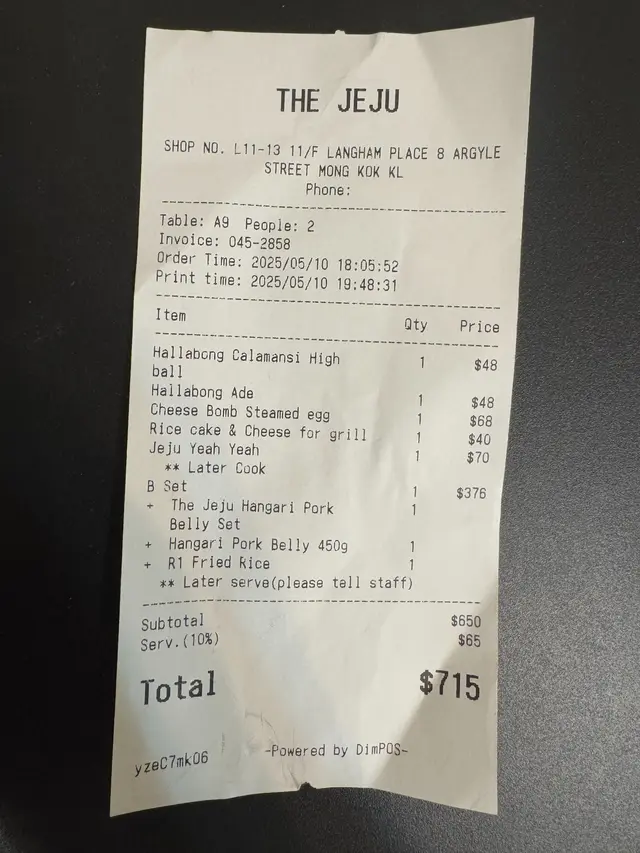 THE JEJU
SHOP NO. L11-13 11/F LANGHAM PLACE 8 ARGYLE
STREET MONG KOK KL
Phone:
Table: A9 People: 2
Invoice: 045-2858
Order Time: 2025/05/10 18:05:52
Print time: 2025/05/10 19:48:31
Item Qty Price
Hallabong Calamansi High 1 $48
ball
Hallabong Ade 1 $48
Cheese Bomb Steamed egg 1 $68
Rice cake & Cheese for grill 1 $40
Jeju Yeah Yeah 1 $70
** Later Cook
B Set 1 $376
+ The Jeju Hangari Pork 1
Belly Set
+ Hangari Pork Belly 450g 1
+ R1 Fried Rice 1
** Later serve(please tell staff)
Subtotal $650
Serv.(10%) $65
Total $715
yzeC7mk06 -Powered by DimPOS-